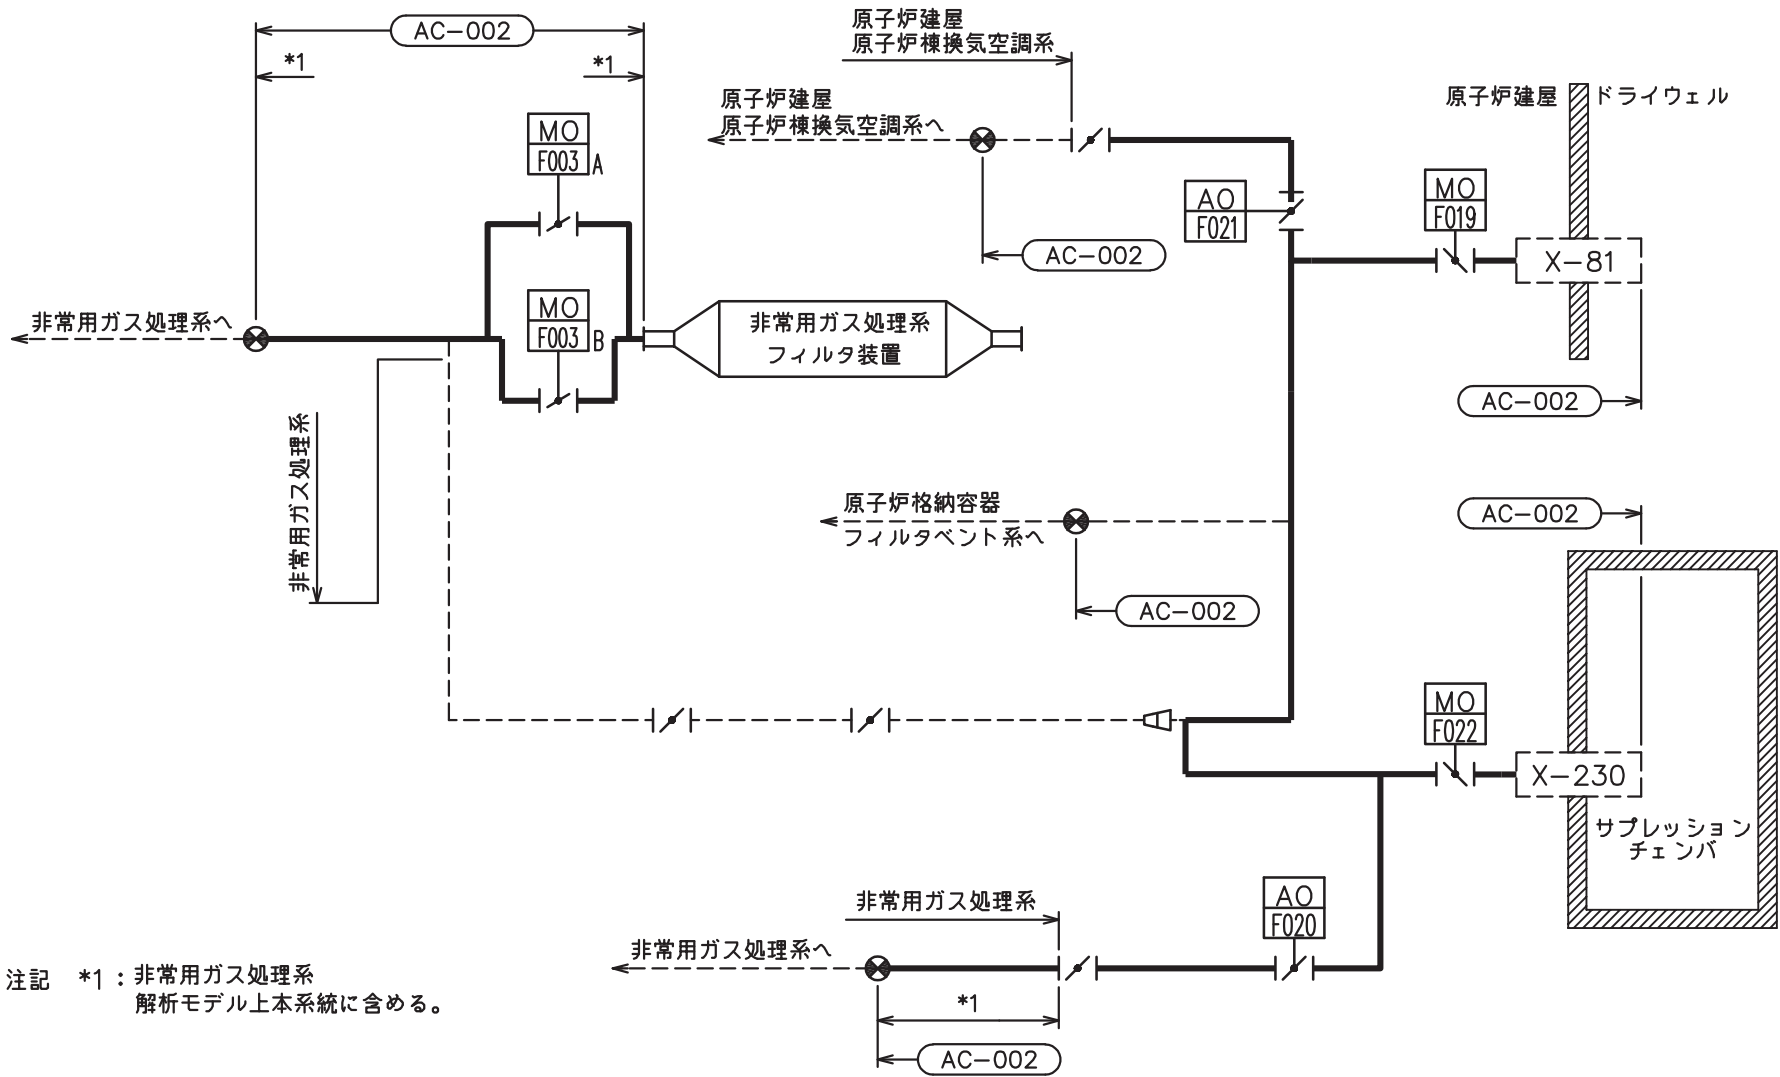 AC-002
*1
*1
原子炉建屋
原子炉棟換気空調系
原子炉建屋
原子炉棟換気空調系へ
原子炉建屋
ドライウェル
MO
F003
A
AO
F021
MO
F019
AC-002
X-81
非常用ガス処理系へ
MO
F003
B
非常用ガス処理系
フィルタ装置
AC-002
非常用ガス処理系
原子炉格納容器
フィルタベント系へ
AC-002
AC-002
MO
F022
X-230
サプレッション
チェンバ
非常用ガス処理系
AO
F020
非常用ガス処理系へ
*1
AC-002
注記 *1：非常用ガス処理系
解析モデル上本系統に含める。